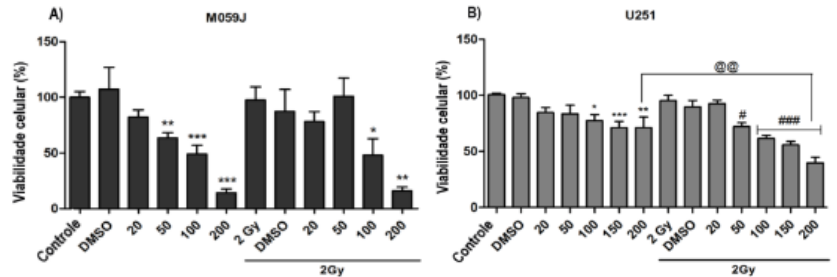 A)
M059J
Viabilidade celular (%)
150
100
50
0
**
***
***
*
**
Controle DMSO 20 50 100 200 2 Gy DMSO 20 50 100 200
2Gy
B)
U251
Viabilidade celular (%)
150
100
50
0
@@
* *** ** # ###
Controle DMSO 20 50 100 150 200 2 Gy DMSO 20 50 100 150 200
2Gy